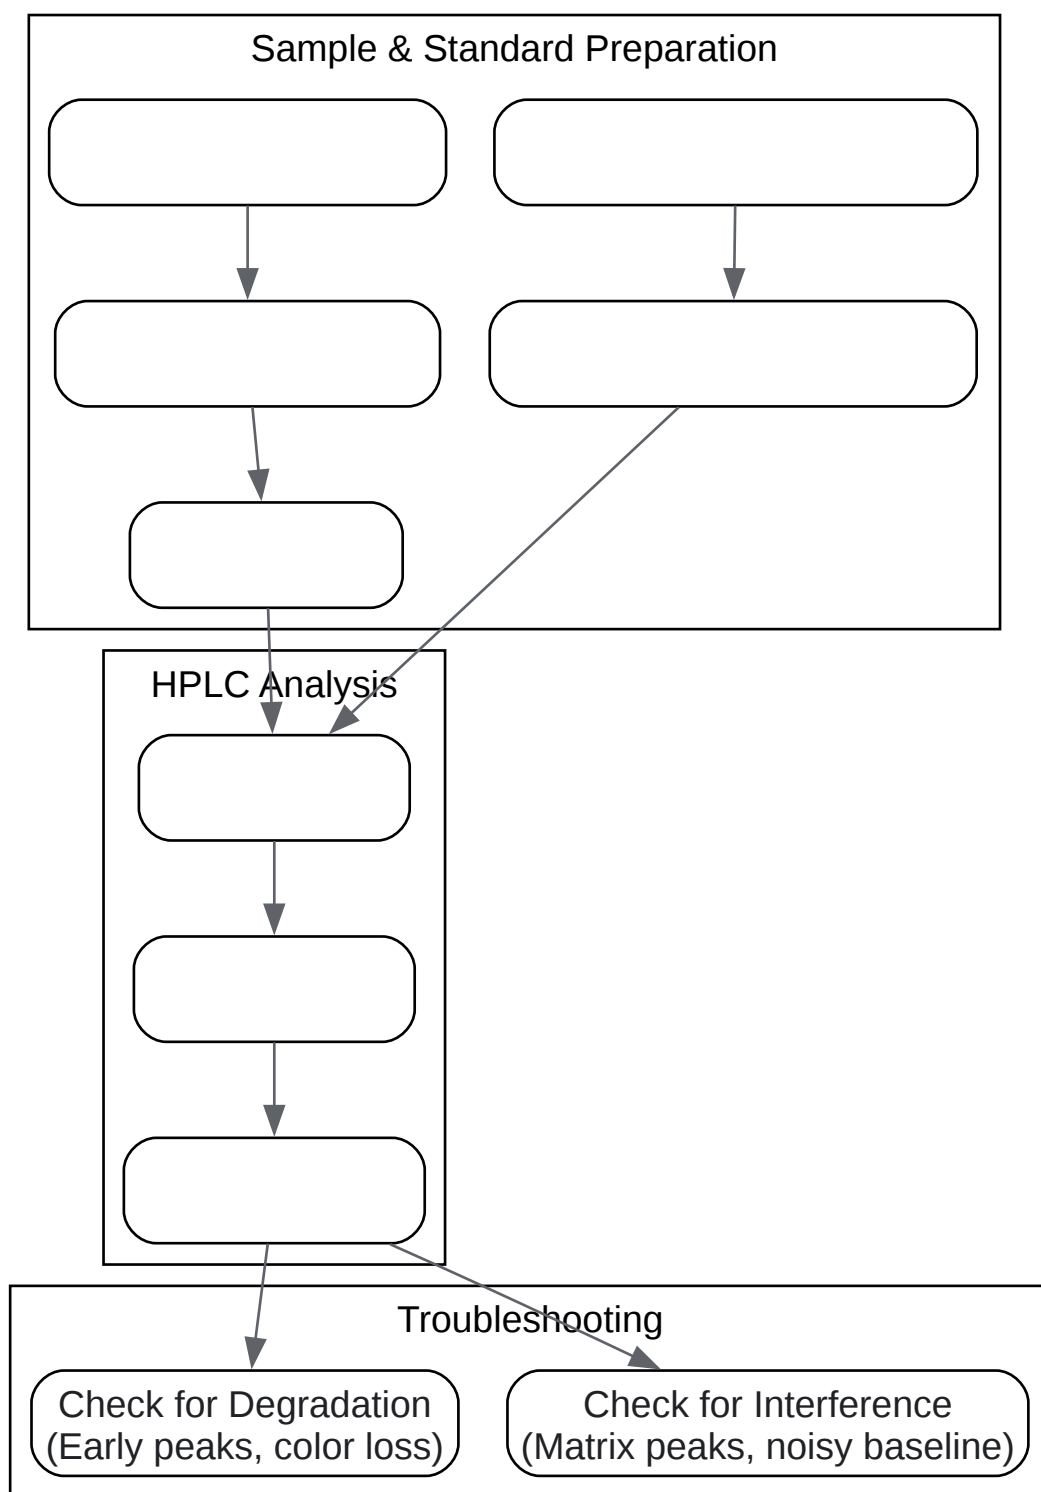 Sample & Standard Preparation
HPLC Analysis
Troubleshooting
Check for Degradation
(Early peaks, color loss)
Check for Interference
(Matrix peaks, noisy baseline)